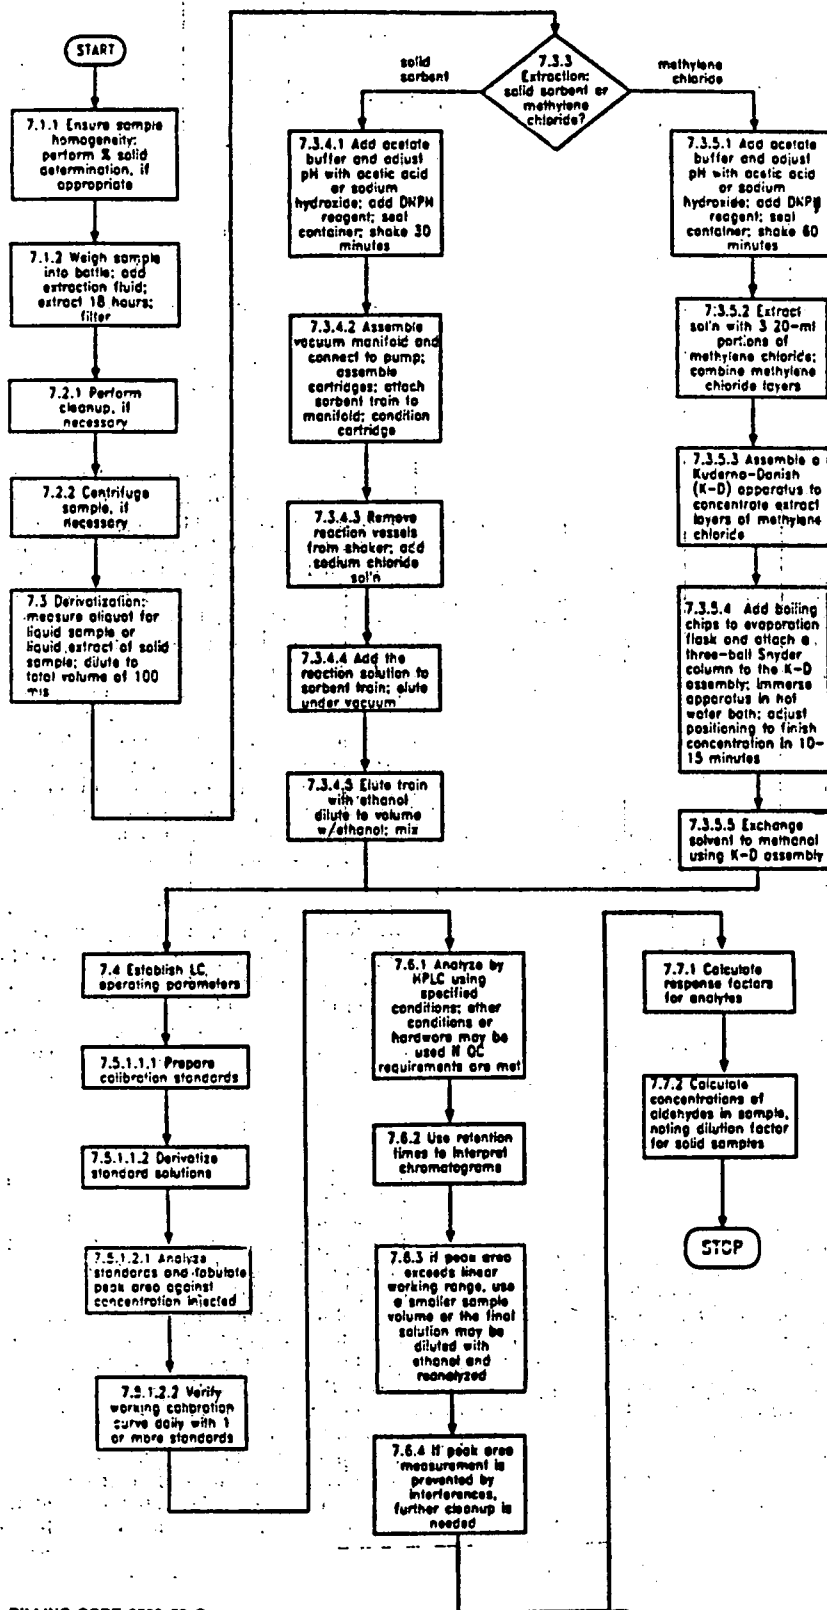 START
7.1.1 Ensure sample
homogeneity;
perform % solid
determination, if
appropriate
7.1.2 Weigh sample
into bottle; add
extraction fluid;
extract 18 hours;
filter
7.2.1 Perform
cleanup, if
necessary
7.2.2 Centrifuge
sample, if
necessary
7.3 Derivatization;
measure aliquot for
liquid sample or
liquid extract of solid
sample; dilute to
total volume of 100
mls
7.3.3
Extraction:
solid sorbent or
methylene
chloride?
solid
sorbent
methylene
chloride
7.3.4.1 Add acetate
buffer and adjust
pH with acetic acid
or sodium
hydroxide; add DNPH
reagent; seal
container; shake 30
minutes
7.3.4.2 Assemble
vacuum manifold and
connect to pump;
assemble
cartridges; attach
sorbent train to
manifold; condition
cartridge
7.3.4.3 Remove
reaction vessels
from shaker; add
sodium chloride
sol'n
7.3.4.4 Add the
reaction solution to
sorbent train; elute
under vacuum
7.3.4.5 Elute train
with ethanol
dilute to volume
w/ethanol; mix
7.3.5.1 Add acetate
buffer and adjust
pH with acetic acid
or sodium
hydroxide; add DNPH
reagent; seal
container; shake 60
minutes
7.3.5.2 Extract
sol'n with 3 20-ml
portions of
methylene chloride;
combine methylene
chloride layers
7.3.5.3 Assemble a
Kuderna-Danish
(K-D) apparatus to
concentrate extract
layers of methylene
chloride
7.3.5.4 Add boiling
chips to evaporation
flask and attach a
three-ball Snyder
column to the K-D
assembly; immerse
apparatus in hot
water bath; adjust
positioning to finish
concentration in 10-
15 minutes
7.3.5.5 Exchange
solvent to methanol
using K-D assembly
7.4 Establish LC
operating parameters
7.5.1.1.1 Prepare
calibration standards
7.5.1.1.2 Derivatize
standard solutions
7.5.1.2.1 Analyze
standards and tabulate
peak area against
concentration injected
7.5.1.2.2 Verify
working calibration
curve daily with 1
or more standards
7.6.1 Analyze by
HPLC using
specified
conditions; other
conditions or
hardware may be
used if QC
requirements are met
7.6.2 Use retention
times to interpret
chromatograms
7.6.3 If peak area
exceeds linear
working range, use
a smaller sample
volume or the final
solution may be
diluted with
ethanol and
reanalyzed
7.6.4 If peak area
measurement is
prevented by
interferences,
further cleanup is
needed
7.7.1 Calculate
response factors
for analytes
7.7.2 Calculate
concentrations of
aldehydes in sample,
noting dilution factor
for solid samples
STOP